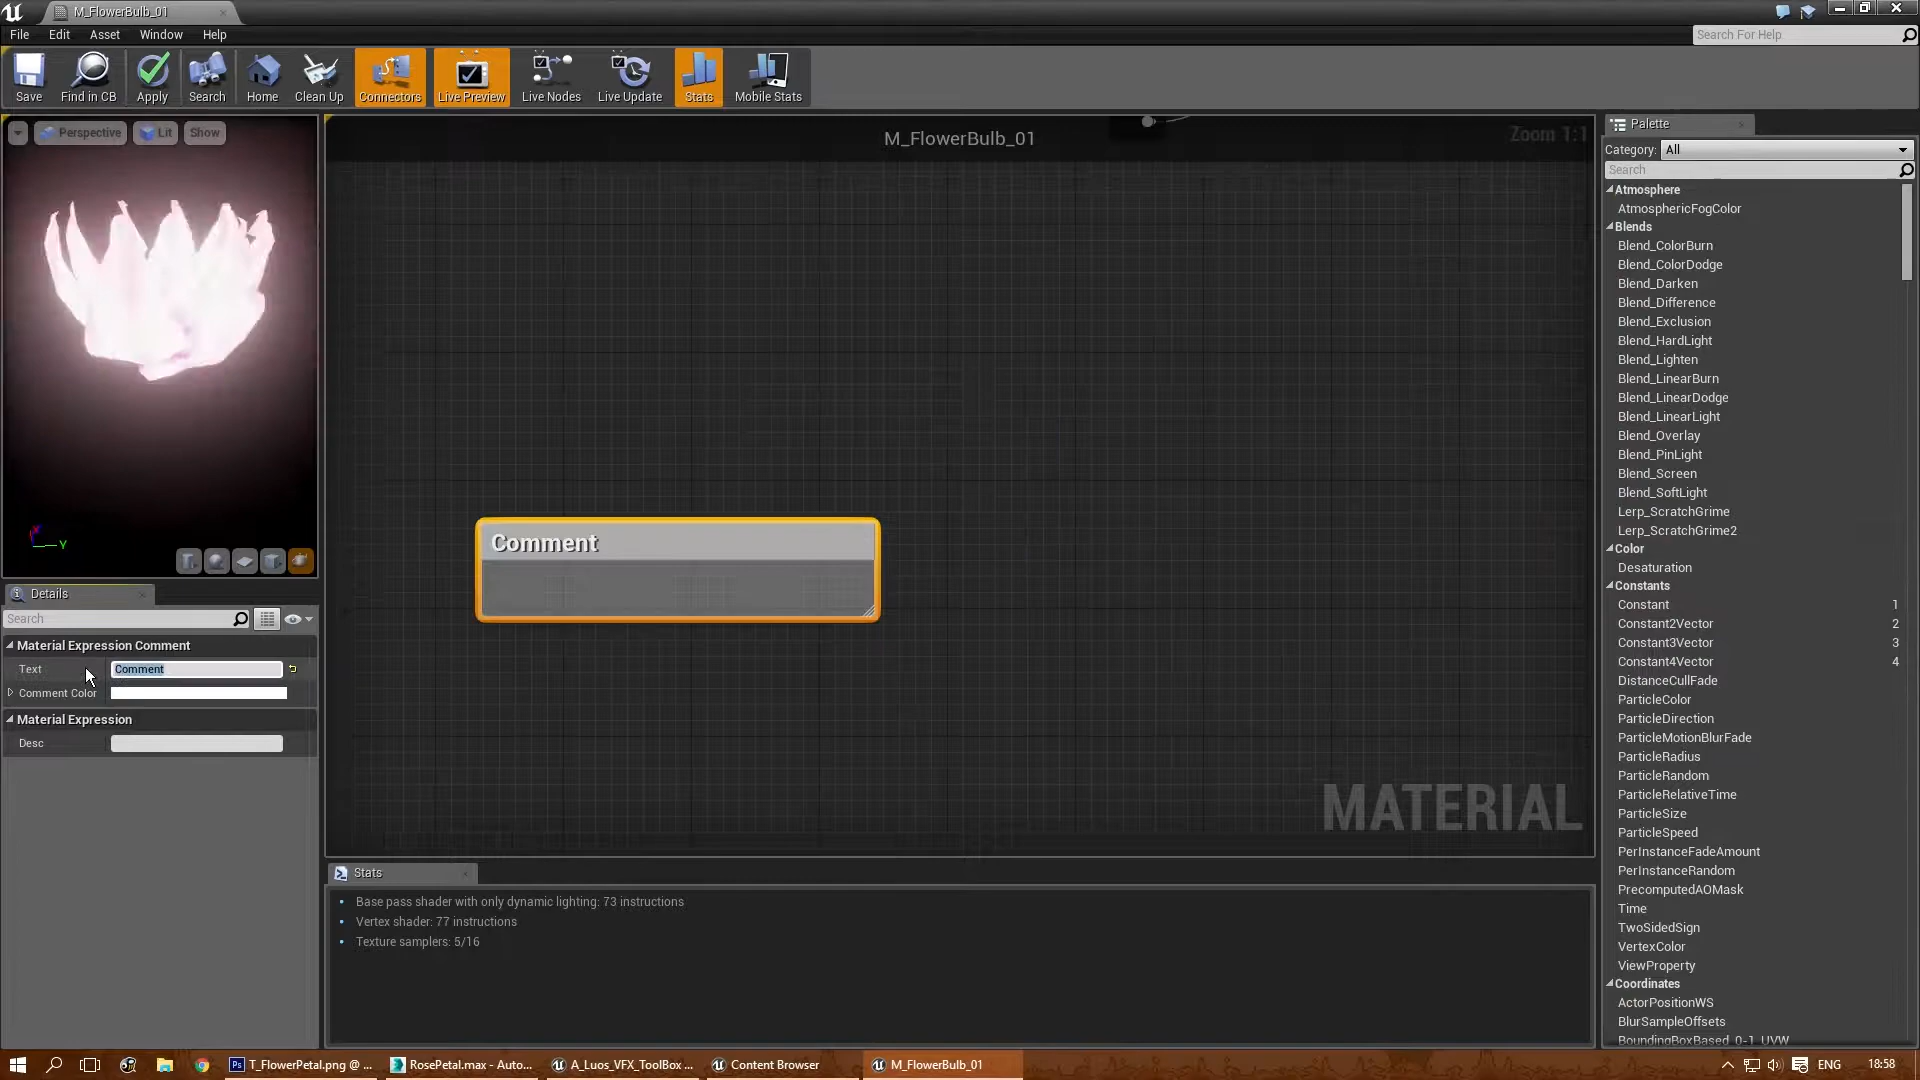 M_FlowerBulb_01
File Edit Asset Window Help
Search For Help
Save Find in CB Apply Search Home Clean Up Connectors Live Preview Live Nodes Live Update Stats Mobile Stats
Perspective Lit Show
M_FlowerBulb_01
Zoom 1:1
Palette
Category: All
Search
Atmosphere
AtmosphericFogColor
Blends
Blend_ColorBurn
Blend_ColorDodge
Blend_Darken
Blend_Difference
Blend_Exclusion
Blend_HardLight
Blend_Lighten
Blend_LinearBurn
Blend_LinearDodge
Blend_LinearLight
Blend_Overlay
Blend_PinLight
Blend_Screen
Blend_SoftLight
Lerp_ScratchGrime
Lerp_ScratchGrime2
Color
Desaturation
Constants
Constant 1
Constant2Vector 2
Constant3Vector 3
Constant4Vector 4
DistanceCullFade
ParticleColor
ParticleDirection
ParticleMotionBlurFade
ParticleRadius
ParticleRandom
ParticleRelativeTime
ParticleSize
ParticleSpeed
PerInstanceFadeAmount
PerInstanceRandom
PrecomputedAOMask
Time
TwoSidedSign
VertexColor
ViewProperty
Coordinates
ActorPositionWS
BlurSampleOffsets
BoundingBoxBased_0-1_UVW
Comment
MATERIAL
X
Y
Details
Search
Material Expression Comment
Text Comment
Comment Color
Material Expression
Desc
Stats
Base pass shader with only dynamic lighting: 73 instructions
Vertex shader: 77 instructions
Texture samplers: 5/16
T_FlowerPetal.png @ ... RosePetal.max - Auto... A_Luos_VFX_ToolBox ... Content Browser M_FlowerBulb_01 ENG 18:58